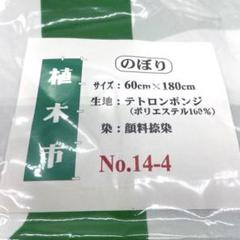 のぼり
植木市
サイズ：60cm×180cm
生地：テトロンポンジ
（ポリエステル100％）
染：顔料捺染
No.14-4